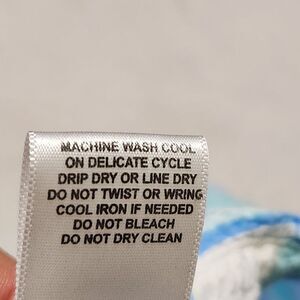 MACHINE WASH COOL
ON DELICATE CYCLE
DRIP DRY OR LINE DRY
DO NOT TWIST OR WRING
COOL IRON IF NEEDED
DO NOT BLEACH
DO NOT DRY CLEAN